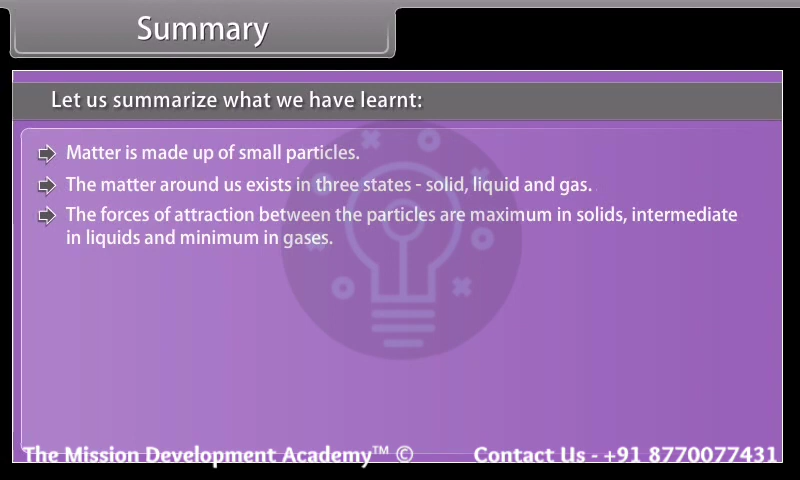 Summary
Let us summarize what we have learnt:
Matter is made up of small particles.
The matter around us exists in three states - solid, liquid and gas.
The forces of attraction between the particles are maximum in solids, intermediate
in liquids and minimum in gases.
The Mission Development Academy™ © Contact Us - +91 8770077431